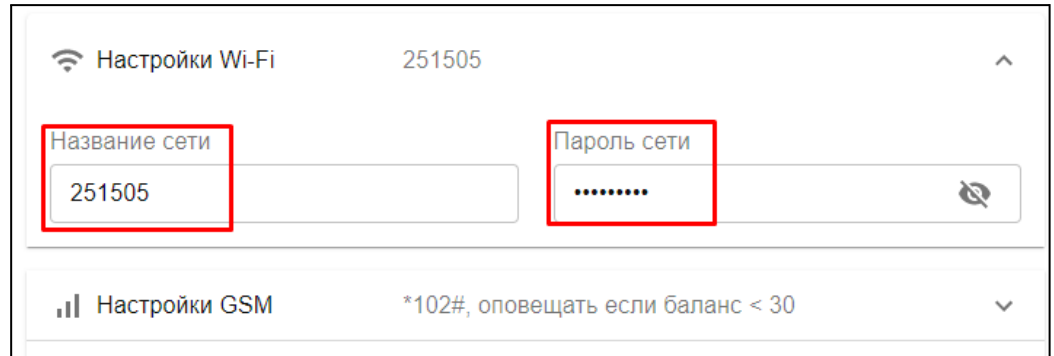 Настройки Wi-Fi 251505
Название сети Пароль сети
251505 •••••••••
Настройки GSM *102#, оповещать если баланс < 30